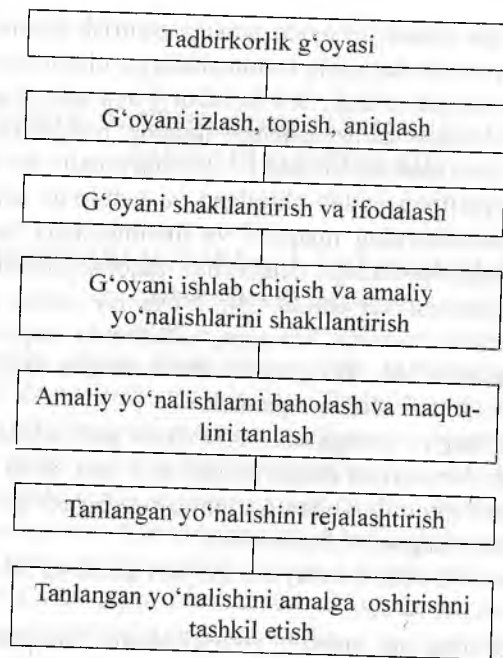 Tadbirkorlik g‘oyasi
G‘oyani izlash, topish, aniqlash
G‘oyani shakllantirish va ifodalash
G‘oyani ishlab chiqish va amaliy
yo‘nalishlarini shakllantirish
Amaliy yo‘nalishlarni baholash va maqbu-
lini tanlash
Tanlangan yo‘nalishini rejalashtirish
Tanlangan yo‘nalishini amalga oshirishni
tashkil etish